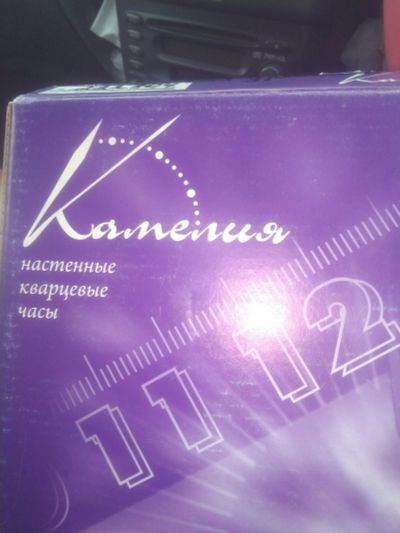 Камелия
настенные
кварцевые
часы
11 12